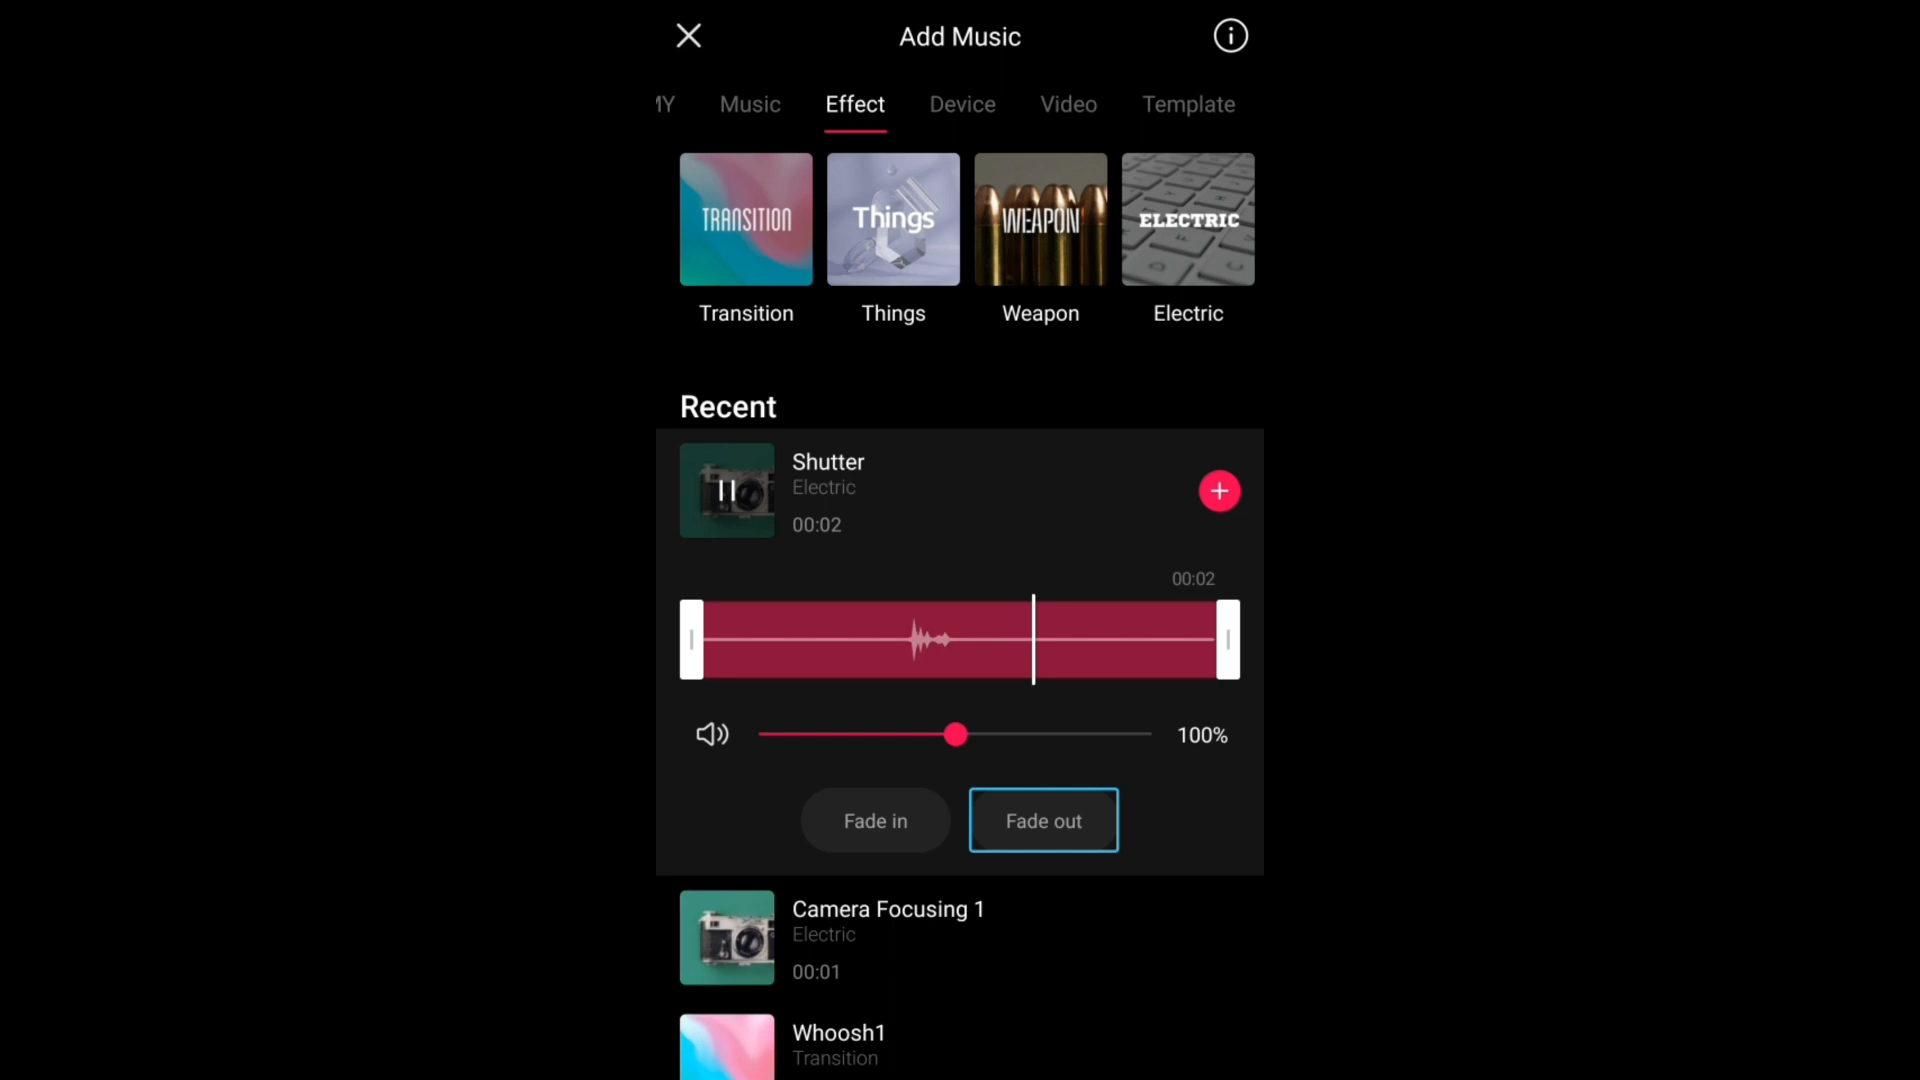 Add Music
MY Music Effect Device Video Template
TRANSITION Things WEAPON ELECTRIC
Transition Things Weapon Electric
Recent
Shutter
Electric
00:02
00:02
100%
Fade in Fade out
Camera Focusing 1
Electric
00:01
Whoosh1
Transition